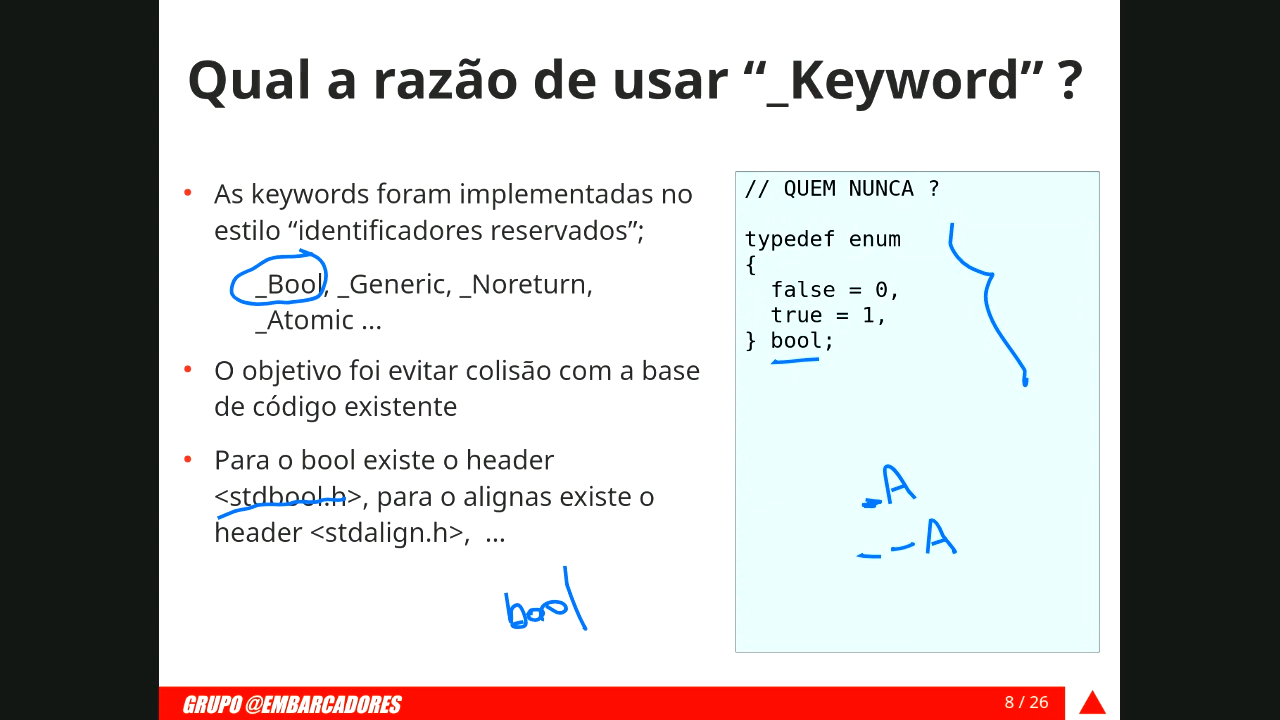 Qual a razão de usar “_Keyword” ?
• As keywords foram implementadas no
estilo “identificadores reservados”;
_Bool, _Generic, _Noreturn,
_Atomic ...
• O objetivo foi evitar colisão com a base
de código existente
• Para o bool existe o header
<stdbool.h>, para o alignas existe o
header <stdalign.h>, ...
bool
// QUEM NUNCA ?
typedef enum
{
false = 0,
true = 1,
} bool;
_A
__A
GRUPO @EMBARCADORES
8 / 26